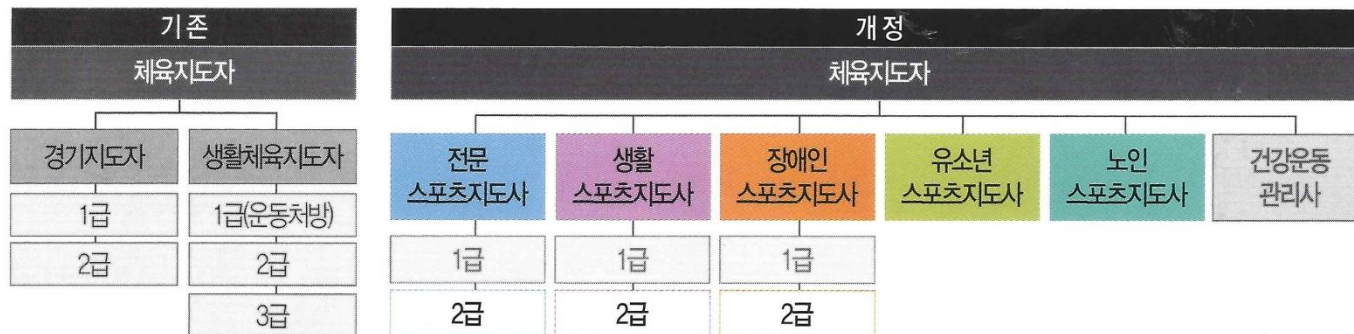 기존
체육지도자
경기지도자
생활체육지도자
1급
1급(운동처방)
2급
2급
3급
개정
체육지도자
전문
스포츠지도사
생활
스포츠지도사
장애인
스포츠지도사
유소년
스포츠지도사
노인
스포츠지도사
건강운동
관리사
1급
1급
1급
2급
2급
2급